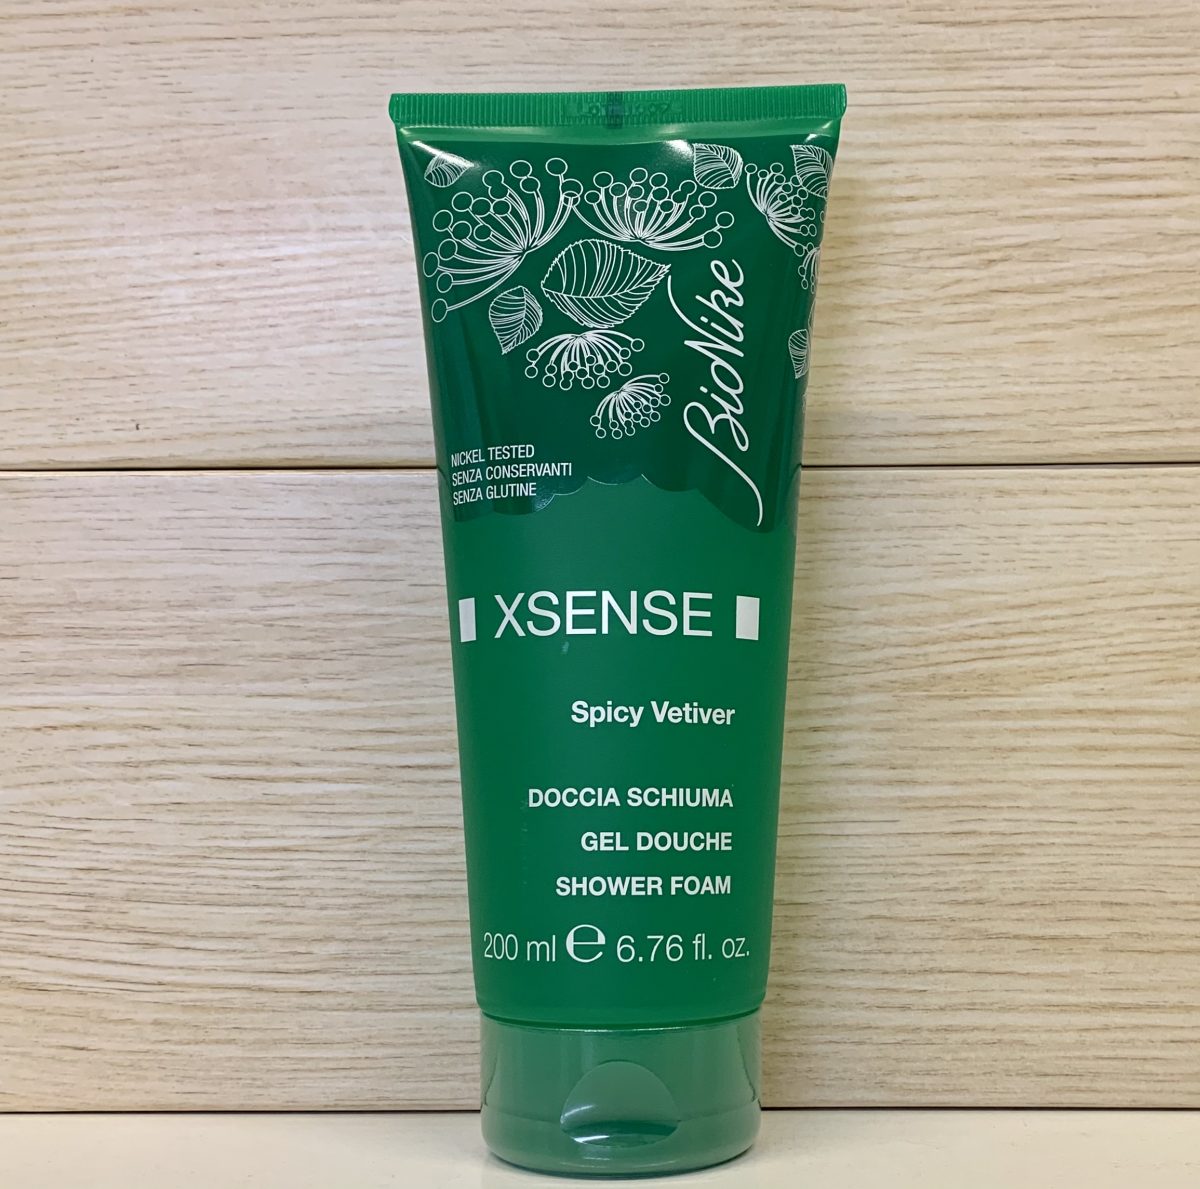 BioNike
NICKEL TESTED
SENZA CONSERVANTI
SENZA GLUTINE
XSENSE
Spicy Vetiver
DOCCIA SCHIUMA
GEL DOUCHE
SHOWER FOAM
200 ml ℮ 6.76 fl. oz.